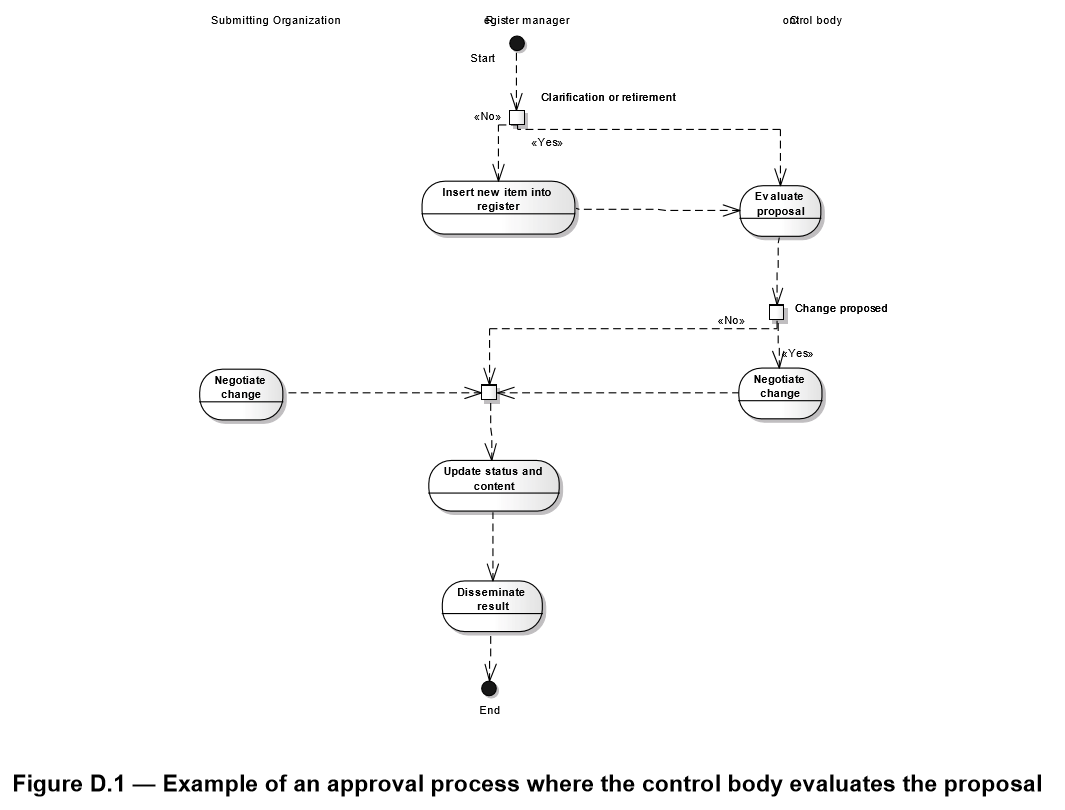 Submitting Organization
Register manager
Control body
Start
Clarification or retirement
«No»
«Yes»
Insert new item into
register
Evaluate
proposal
Change proposed
«No»
«Yes»
Negotiate
change
Negotiate
change
Update status and
content
Disseminate
result
End
Figure D.1 — Example of an approval process where the control body evaluates the proposal